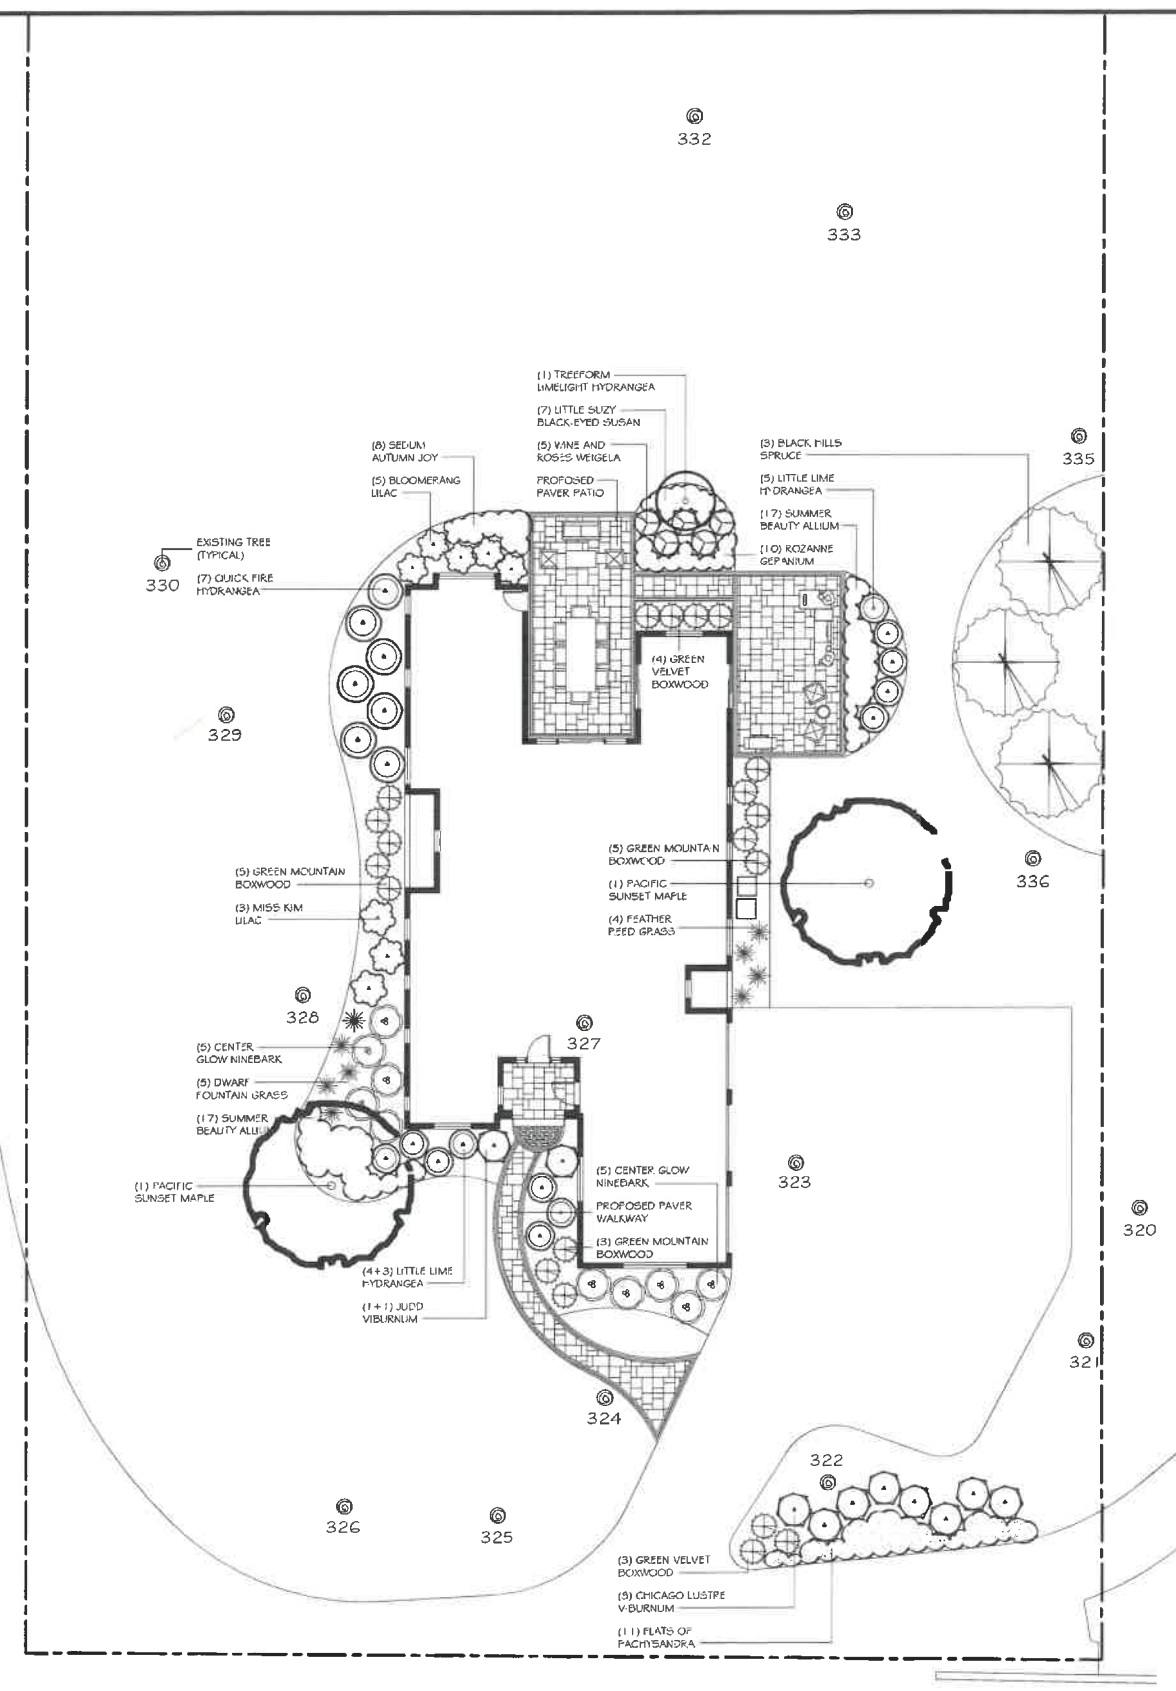 332
333
(1) TREEFORM
LIMELIGHT HYDRANGEA
(7) LITTLE SUZY
BLACK-EYED SUSAN
(5) WINE AND
ROSES WEIGELA
PROPOSED
PAVER PATIO
(8) SEDUM
AUTUMN JOY
(5) BLOOMERANG
LILAC
(3) BLACK HILLS
SPRUCE
335
(5) LITTLE LIME
HYDRANGEA
(17) SUMMER
BEAUTY ALLIUM
(10) ROZANNE
GERANIUM
EXISTING TREE
(TYPICAL)
330
(7) QUICK FIRE
HYDRANGEA
(4) GREEN
VELVET
BOXWOOD
329
(5) GREEN MOUNTAIN
BOXWOOD
(1) PACIFIC
SUNSET MAPLE
(4) FEATHER
REED GRASS
336
(5) GREEN MOUNTAIN
BOXWOOD
(3) MISS KIM
LILAC
328
327
(5) CENTER
GLOW NINEBARK
(5) DWARF
FOUNTAIN GRASS
(17) SUMMER
BEAUTY ALLIUM
(1) PACIFIC
SUNSET MAPLE
(5) CENTER GLOW
NINEBARK
PROPOSED PAVER
WALKWAY
(3) GREEN MOUNTAIN
BOXWOOD
323
320
(4+3) LITTLE LIME
HYDRANGEA
(1+1) JUDD
VIBURNUM
321
324
322
326
325
(3) GREEN VELVET
BOXWOOD
CHICAGO LUSTRE
VIBURNUM
(11) FLATS OF
PACHYSANDRA